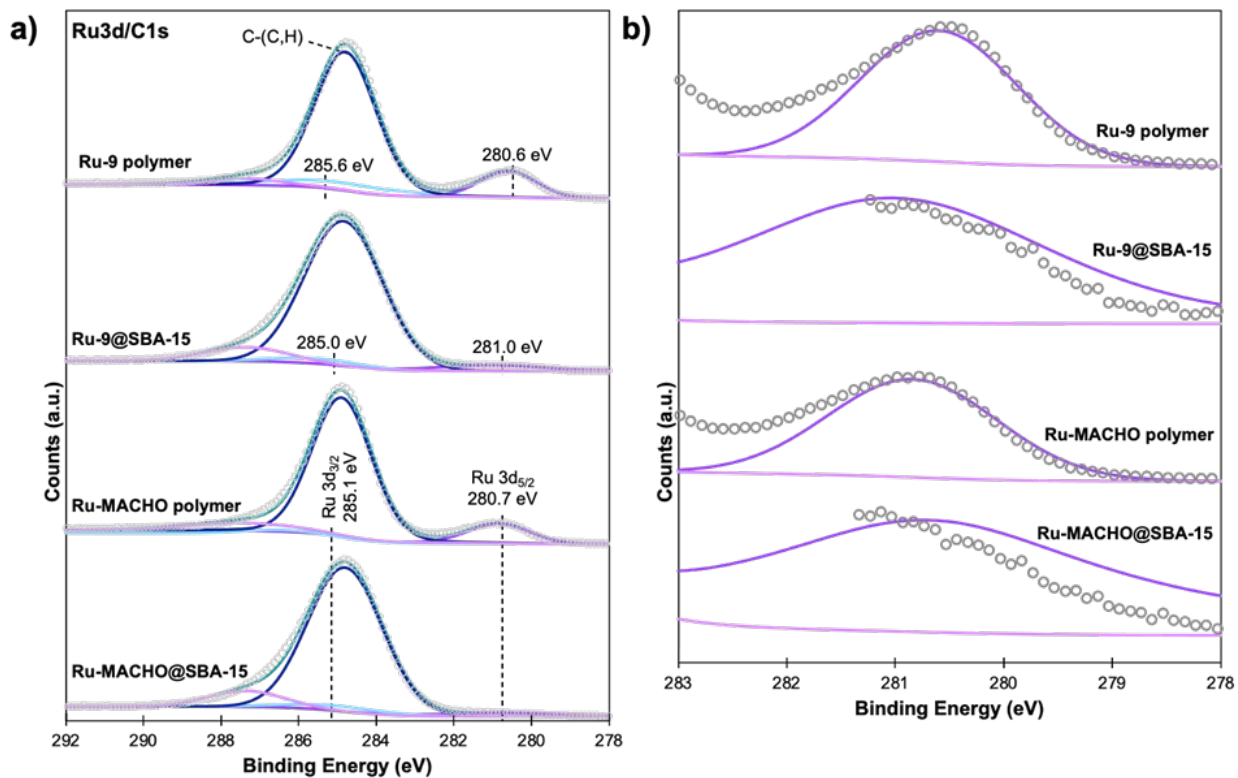 a)
Ru3d/C1s
C-(C,H)
Ru-9 polymer
285.6 eV
280.6 eV
Ru-9@SBA-15
285.0 eV
281.0 eV
Ru-MACHO polymer
Ru 3d3/2
285.1 eV
Ru 3d5/2
280.7 eV
Ru-MACHO@SBA-15
Counts (a.u.)
292 290 288 286 284 282 280 278
Binding Energy (eV)
b)
Ru-9 polymer
Ru-9@SBA-15
Ru-MACHO polymer
Ru-MACHO@SBA-15
Counts (a.u.)
283 282 281 280 279 278
Binding Energy (eV)